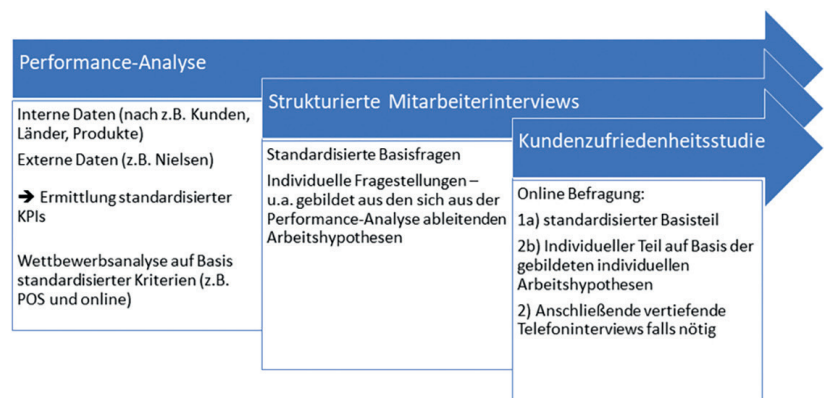 Performance-Analyse
Interne Daten (nach z.B. Kunden,
Länder, Produkte)
Externe Daten (z.B. Nielsen)
➔ Ermittlung standardisierter
KPIs
Wettbewerbsanalyse auf Basis
standardisierter Kriterien (z.B.
POS und online)
Strukturierte Mitarbeiterinterviews
Standardisierte Basisfragen
Individuelle Fragestellungen –
u.a. gebildet aus den sich aus der
Performance-Analyse ableitenden
Arbeitshypothesen
Kundenzufriedenheitsstudie
Online Befragung:
1a) standardisierter Basisteil
2b) Individueller Teil auf Basis der
gebildeten individuellen
Arbeitshypothesen
2) Anschließende vertiefende
Telefoninterviews falls nötig